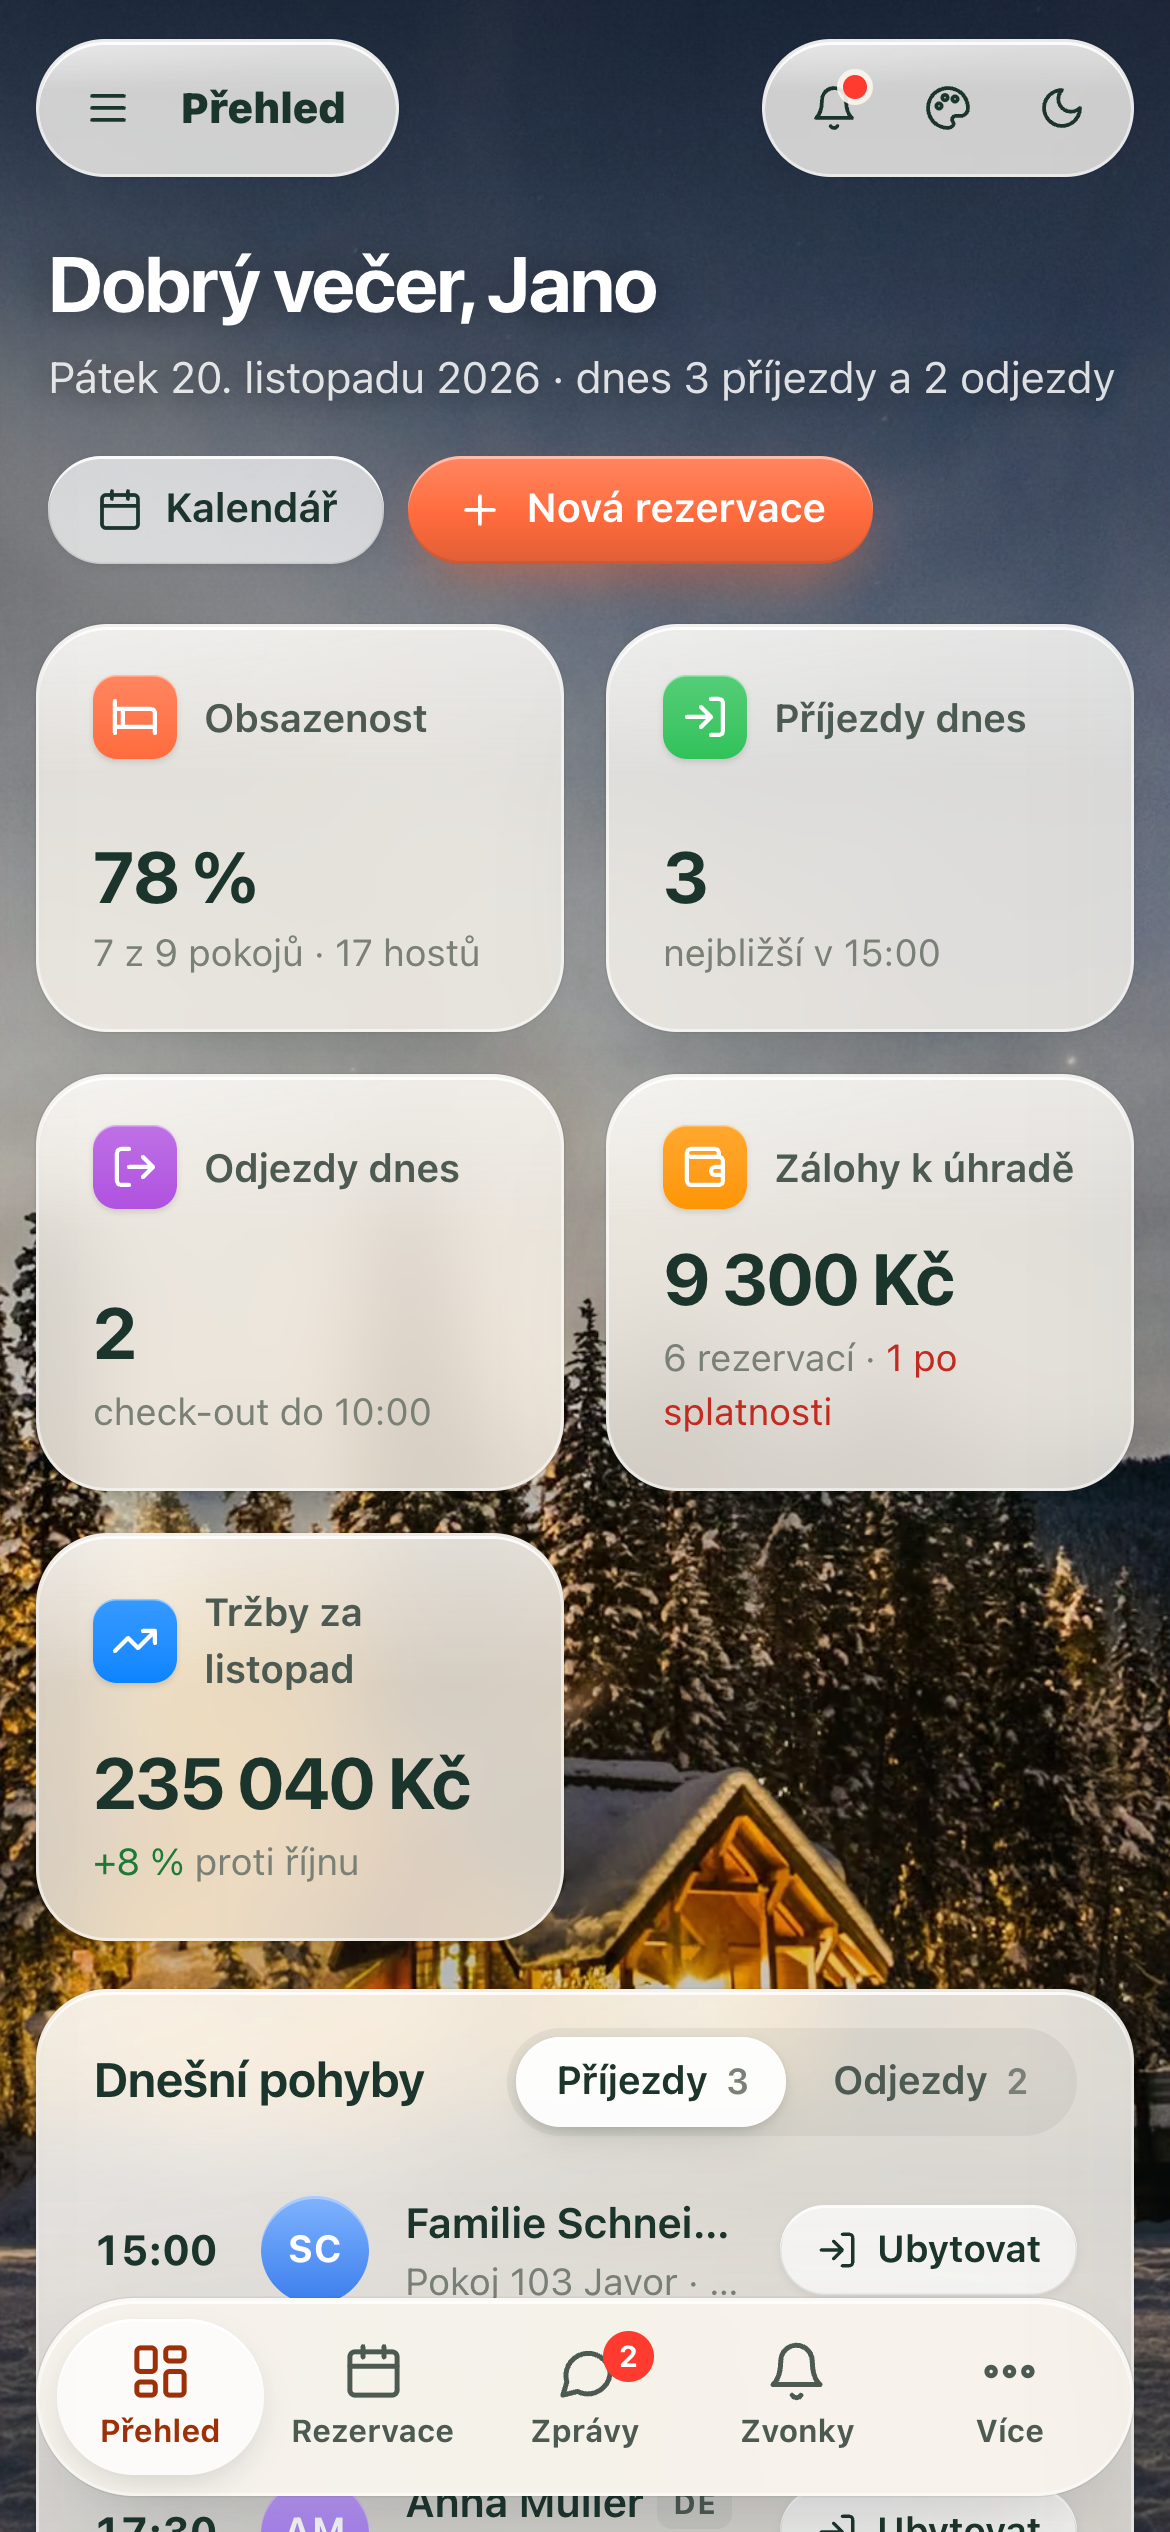 Přehled
Dobrý večer, Jano
Pátek 20. listopadu 2026 · dnes 3 příjezdy a 2 odjezdy
Kalendář
Nová rezervace
Obsazenost
78 %
7 z 9 pokojů · 17 hostů
Příjezdy dnes
3
nejbližší v 15:00
Odjezdy dnes
2
check-out do 10:00
Zálohy k úhradě
9 300 Kč
6 rezervací · 1 po
splatnosti
Tržby za
listopad
235 040 Kč
+8 % proti říjnu
Dnešní pohyby
Příjezdy 3
Odjezdy 2
15:00
SC
Familie Schnei...
Pokoj 103 Javor · ...
Ubytovat
Přehled
Rezervace
2
Zprávy
Zvonky
Více
17:30
AM
Anna Müller DE
Ubytovat